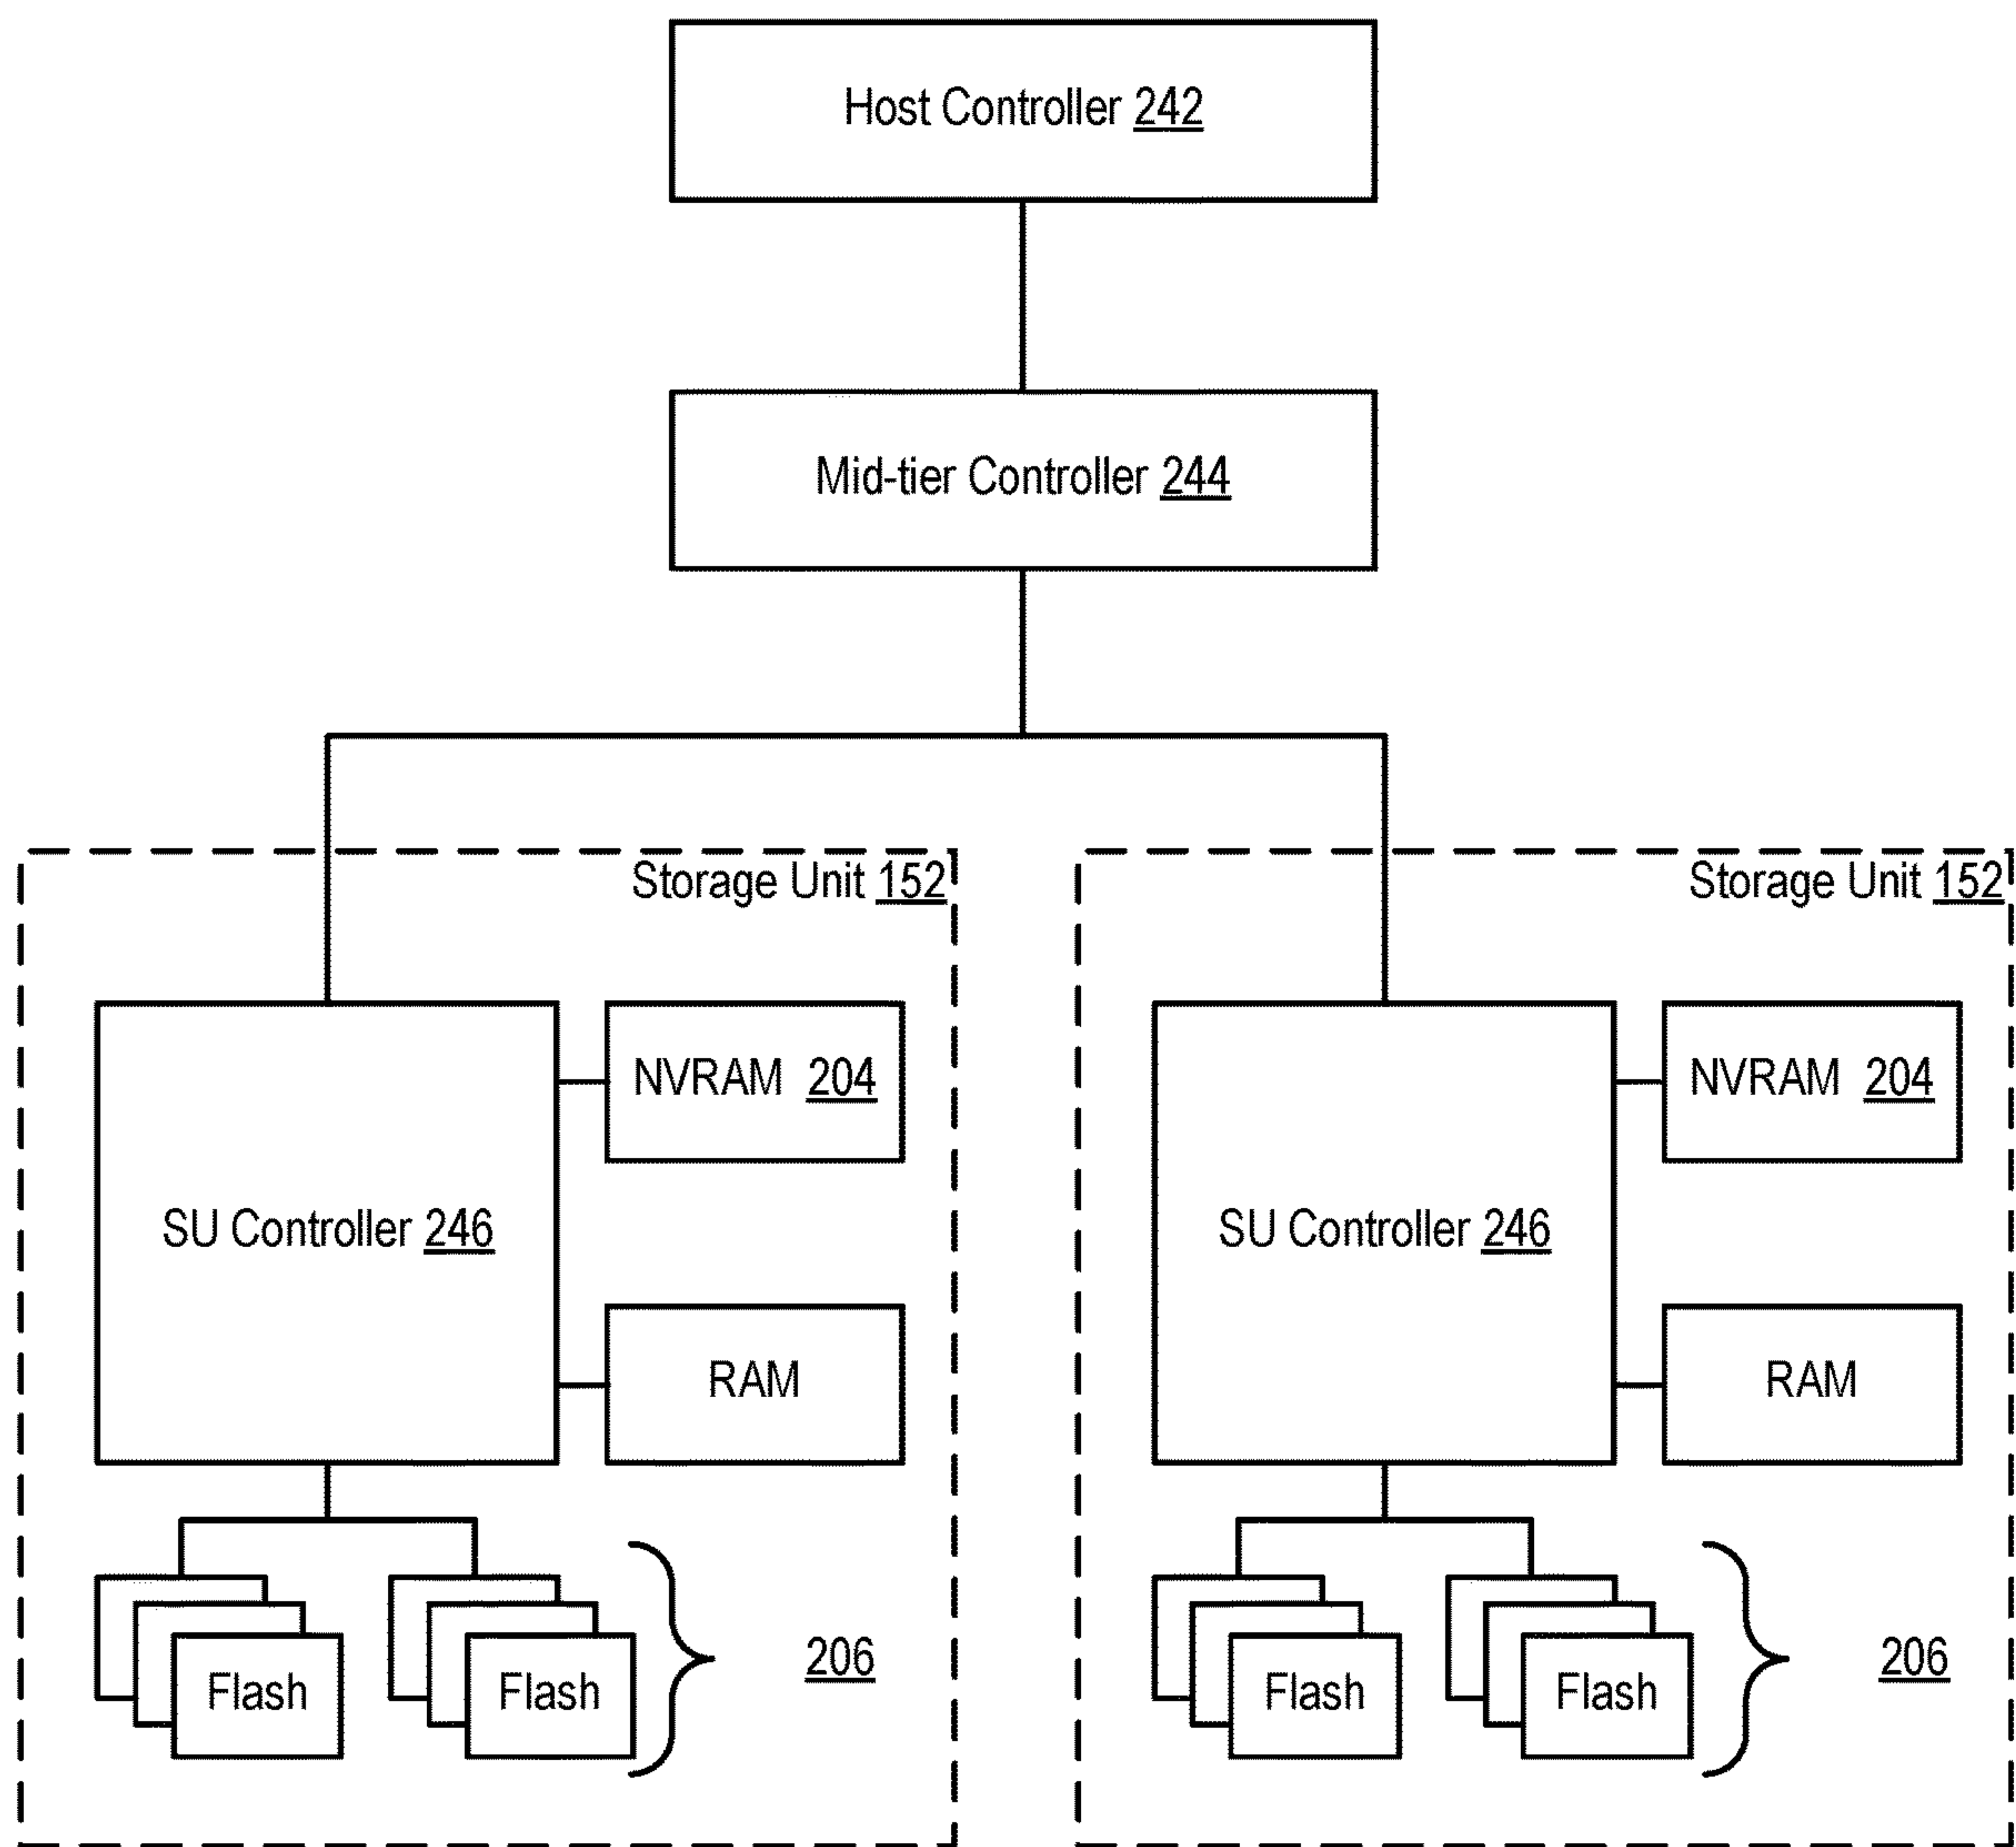 Host Controller 242
Mid-tier Controller 244
Storage Unit 152
NVRAM 204
SU Controller 246
RAM
Flash
Flash
206
Storage Unit 152
NVRAM 204
SU Controller 246
RAM
Flash
Flash
206